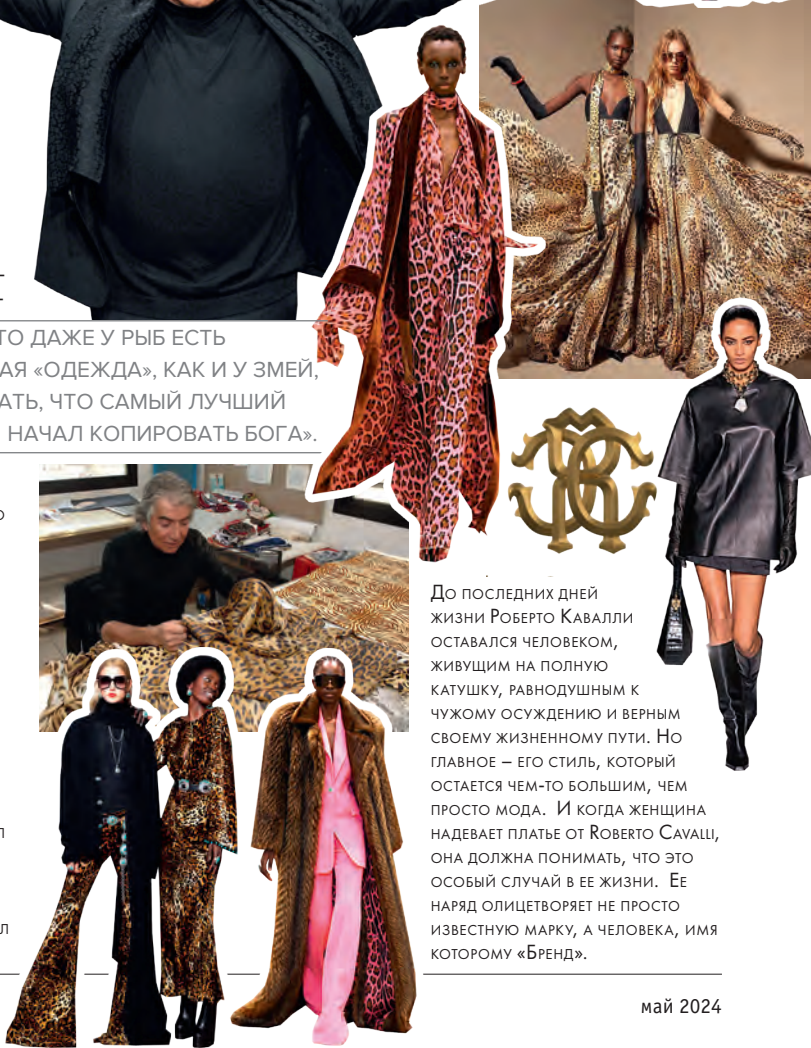 ТО ДАЖЕ У РЫБ ЕСТЬ
АЯ «ОДЕЖДА», КАК И У ЗМЕЙ,
АТЬ, ЧТО САМЫЙ ЛУЧШИЙ
НАЧАЛ КОПИРОВАТЬ БОГА».
До последних дней
жизни Роберто Кавалли
оставался человеком,
живущим на полную
катушку, равнодушным к
чужому осуждению и верным
своему жизненному пути. Но
главное – его стиль, который
остается чем-то большим, чем
просто мода. И когда женщина
надевает платье от Roberto Cavalli,
она должна понимать, что это
особый случай в ее жизни. Ее
наряд олицетворяет не просто
известную марку, а человека, имя
которому «Бренд».
май 2024